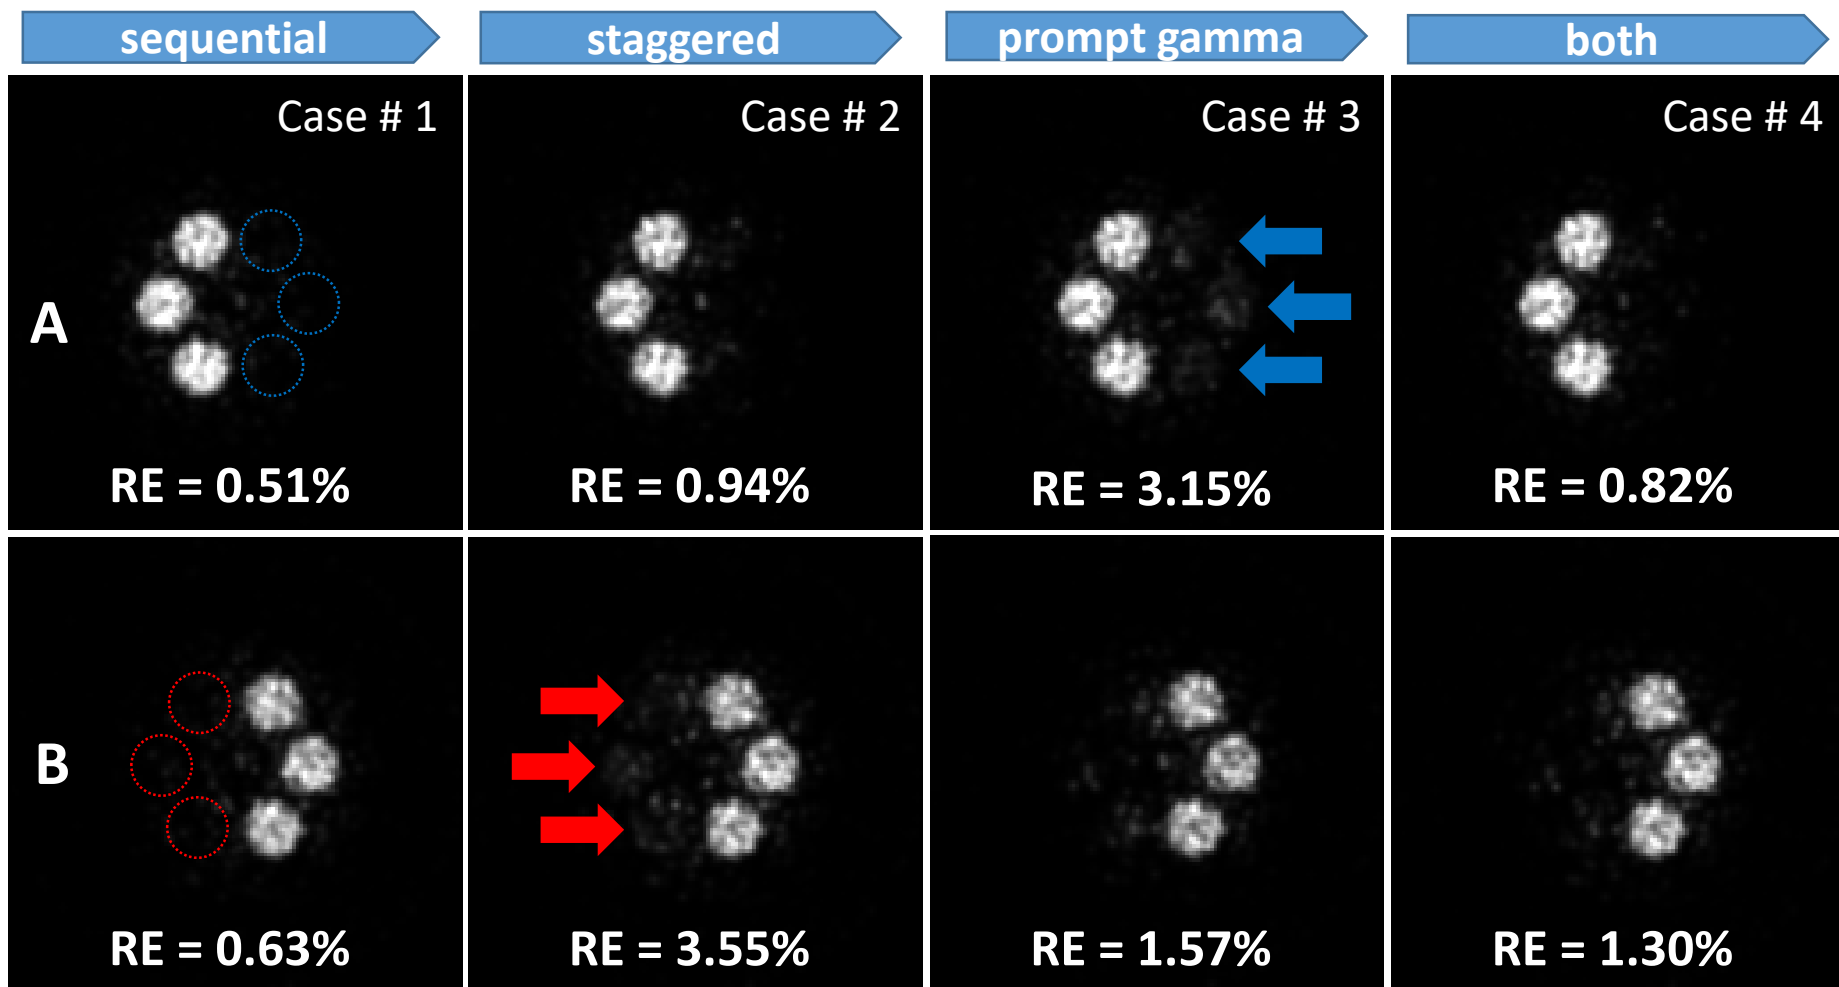 sequential
staggered
prompt gamma
both
Case # 1
Case # 2
Case # 3
Case # 4
A
RE = 0.51%
RE = 0.94%
RE = 3.15%
RE = 0.82%
B
RE = 0.63%
RE = 3.55%
RE = 1.57%
RE = 1.30%